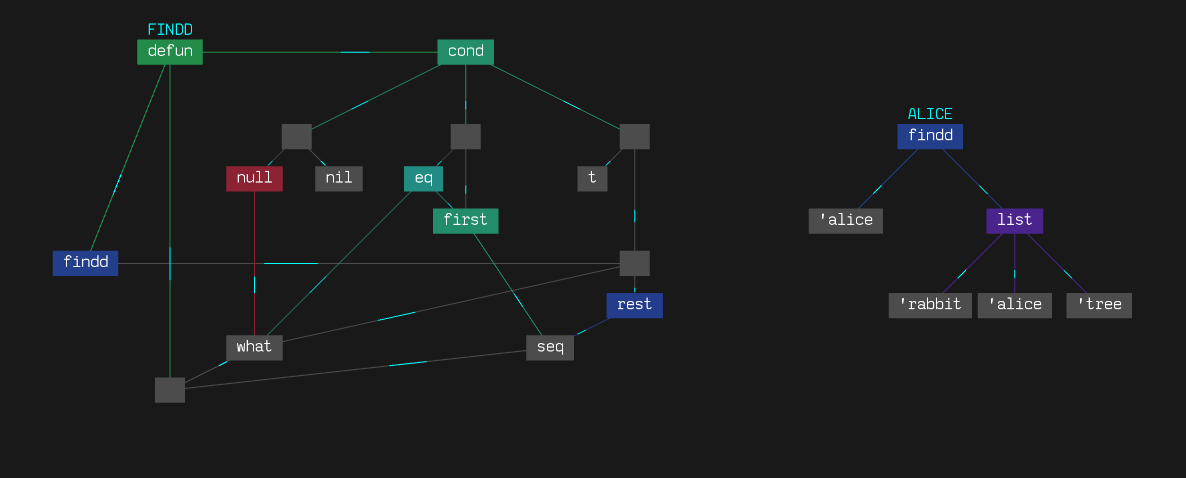 FINDD
defun
cond
null
nil
eq
t
first
findd
rest
what
seq
ALICE
findd
'alice
list
'rabbit
'alice
'tree